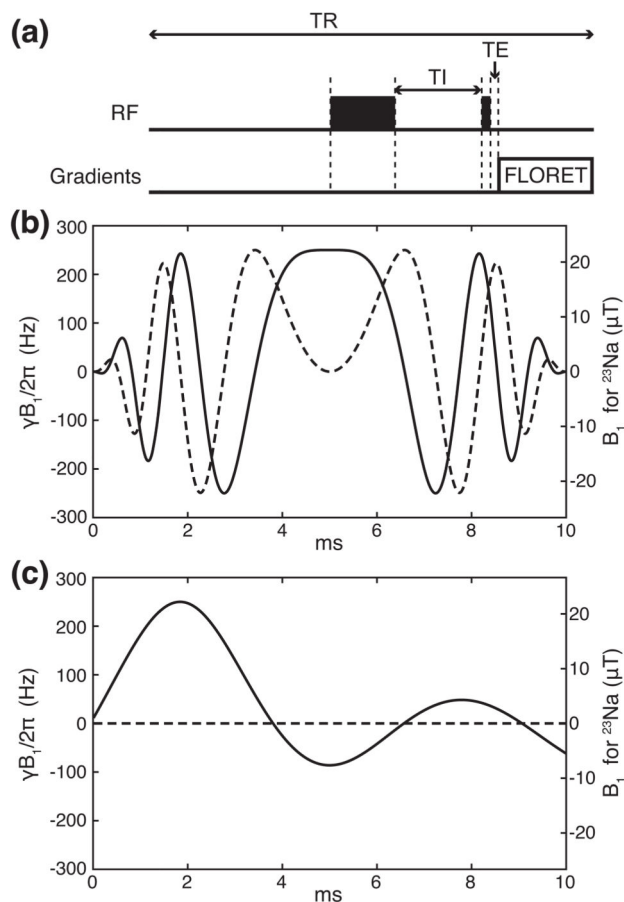 (a)
TR
TE
TI
RF
Gradients
FLORET
(b)
300
200
100
0
-100
-200
-300
γB1/2π (Hz)
20
10
0
-10
-20
B1 for 23Na (μT)
0 2 4 6 8 10
ms
(c)
300
200
100
0
-100
-200
-300
γB1/2π (Hz)
20
10
0
-10
-20
B1 for 23Na (μT)
0 2 4 6 8 10
ms